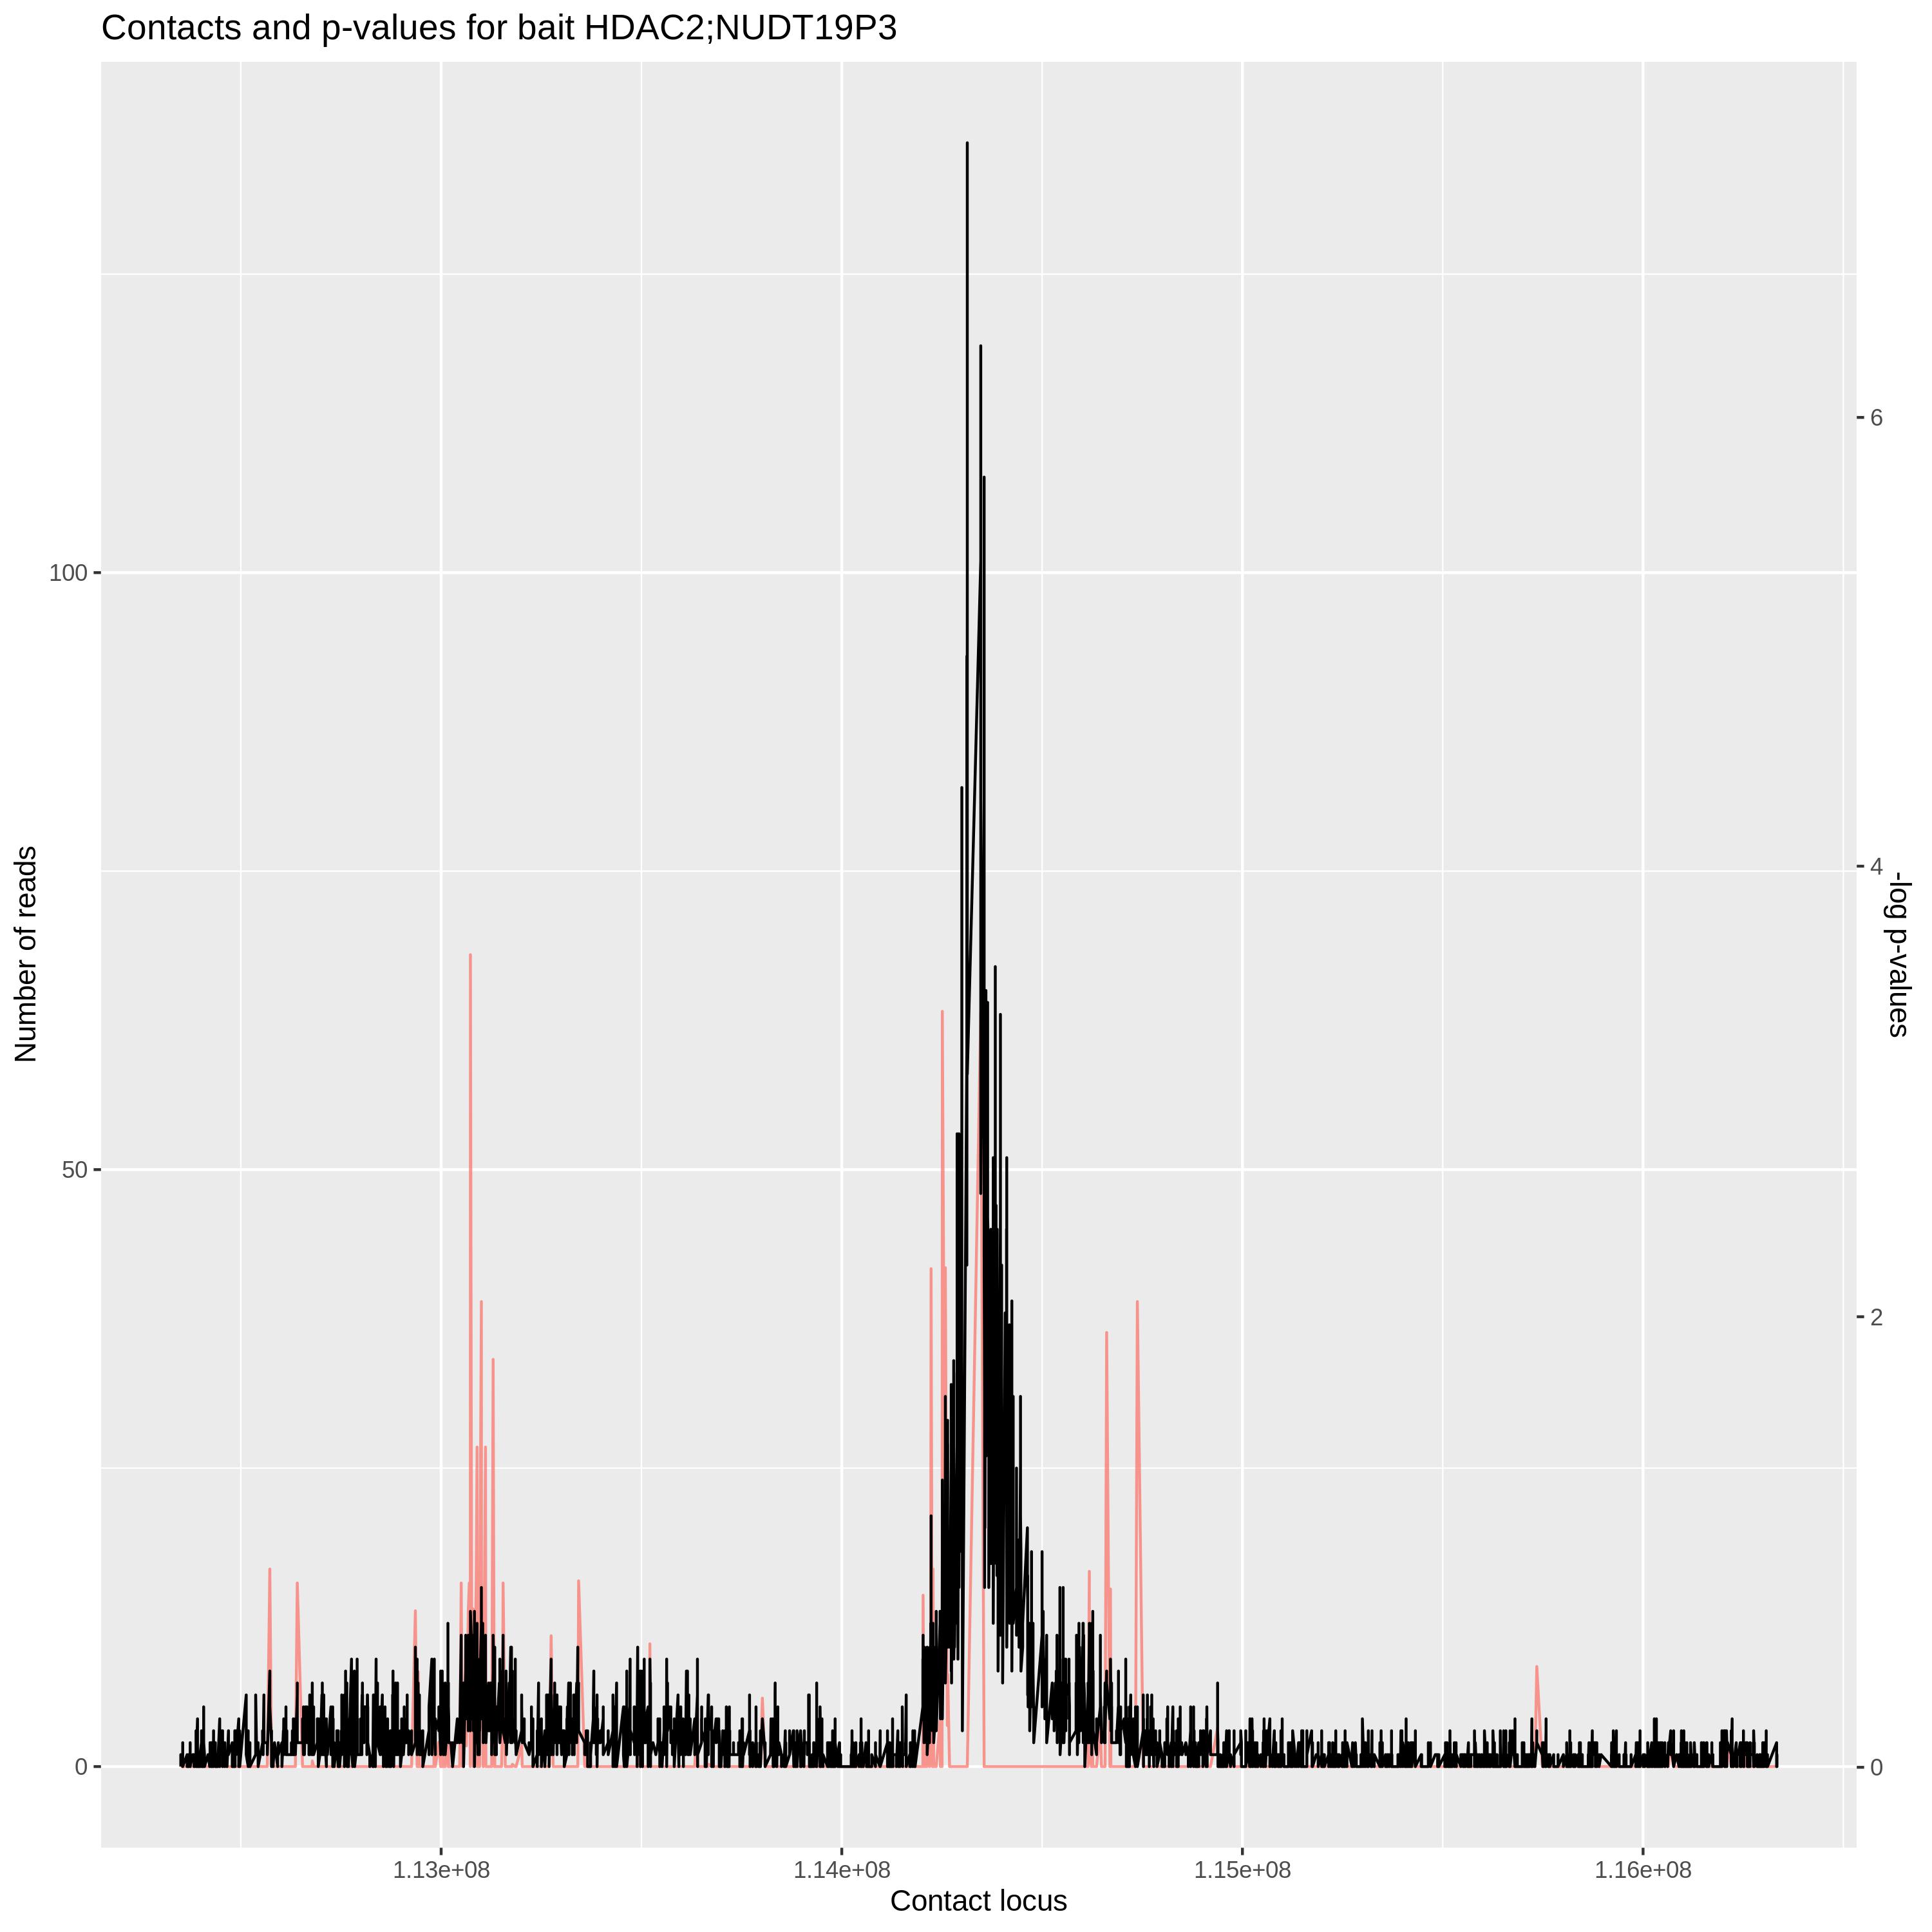 Contacts and p-values for bait HDAC2;NUDT19P3
Number of reads
100
50
0
6
4
2
0
-log p-values
1.13e+08 1.14e+08 1.15e+08 1.16e+08
Contact locus